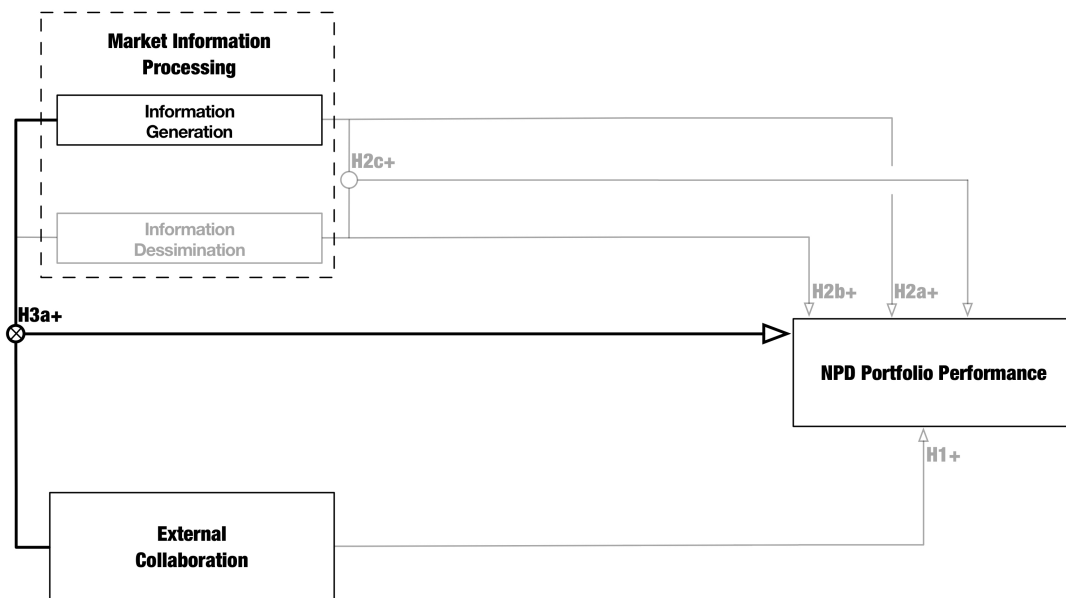 Market Information
Processing
Information
Generation
H2c+
Information
Dessimination
H2b+
H2a+
H3a+
NPD Portfolio Performance
H1+
External
Collaboration